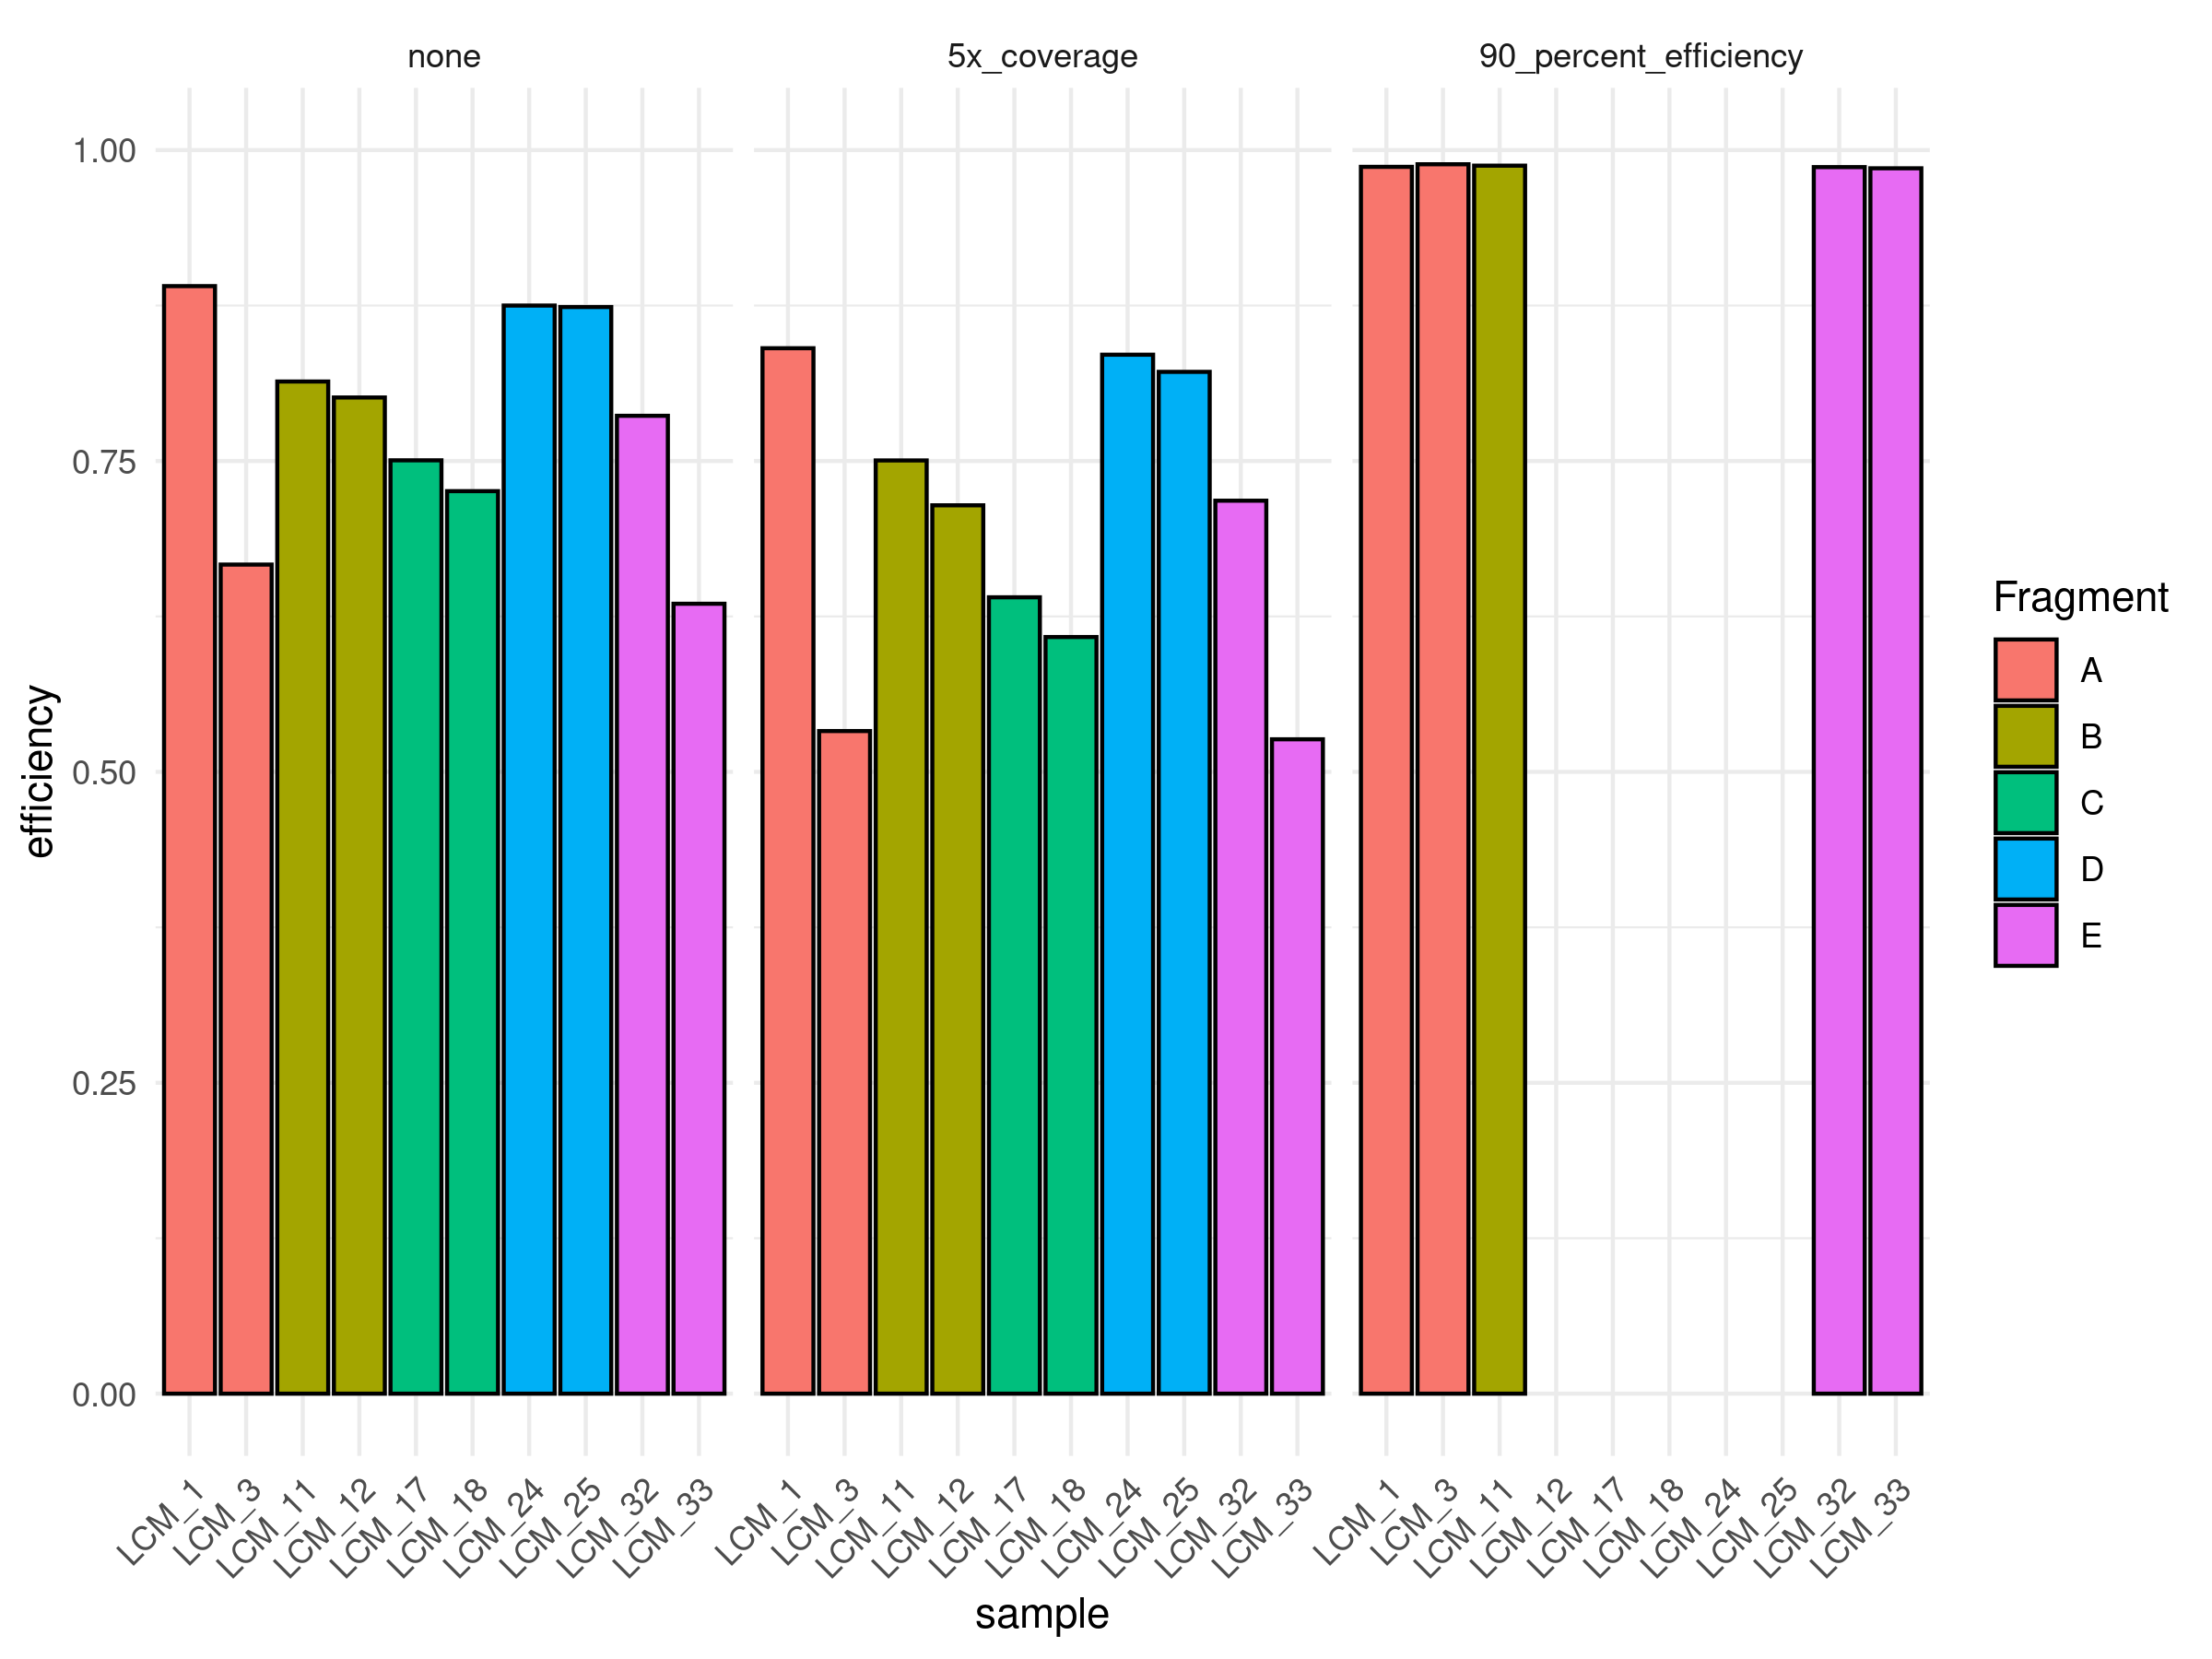 none 5x_coverage 90_percent_efficiency
1.00
0.75
0.50
0.25
0.00
efficiency
LCM_1 LCM_3 LCM_11 LCM_12 LCM_17 LCM_18 LCM_24 LCM_25 LCM_32 LCM_33 LCM_1 LCM_3 LCM_11 LCM_12 LCM_17 LCM_18 LCM_24 LCM_25 LCM_32 LCM_33 LCM_1 LCM_3 LCM_11 LCM_12 LCM_17 LCM_18 LCM_24 LCM_25 LCM_32 LCM_33
sample
Fragment
A
B
C
D
E